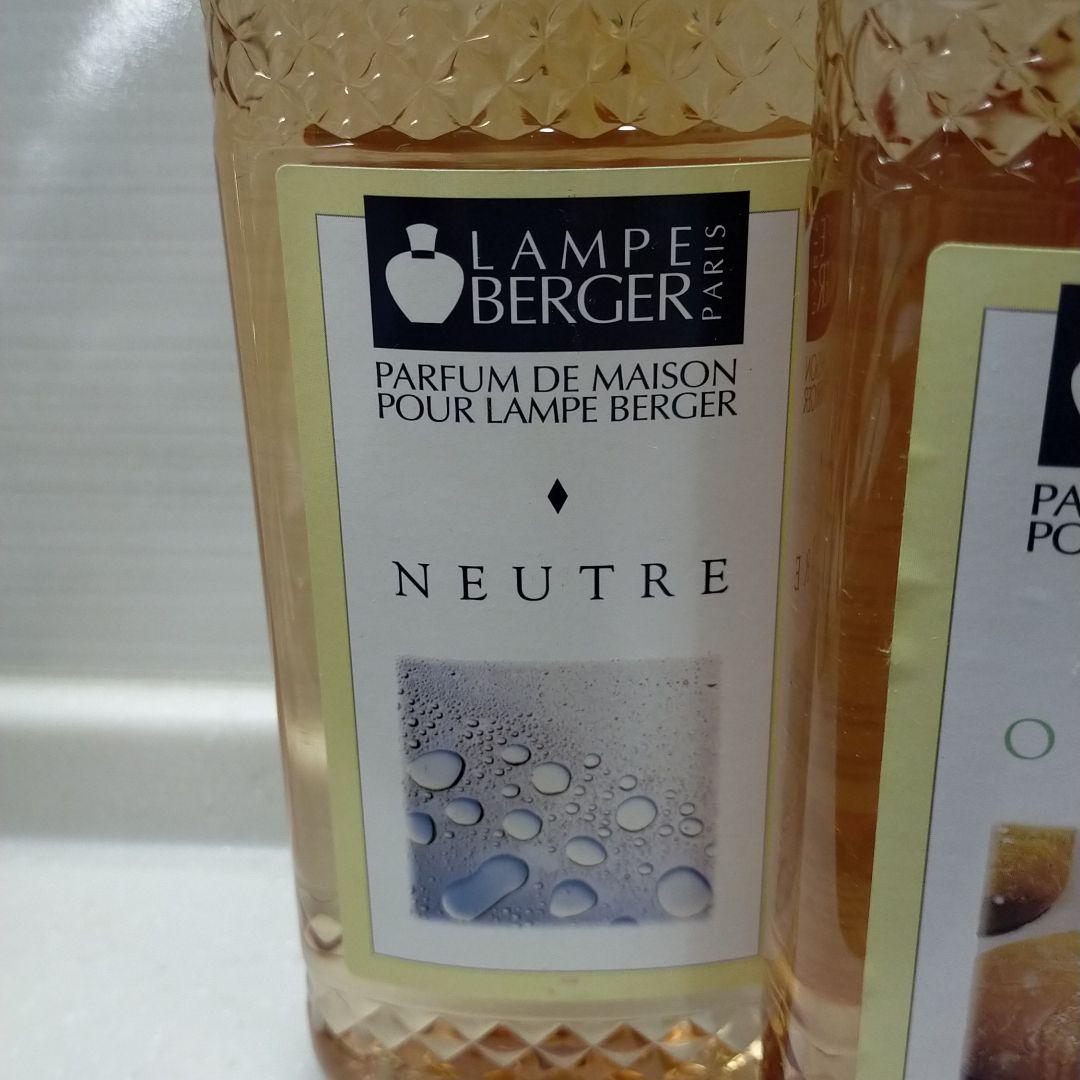 LAMPE
BERGER
PARIS
PARFUM DE MAISON
POUR LAMPE BERGER
NEUTRE
PA
PO
O